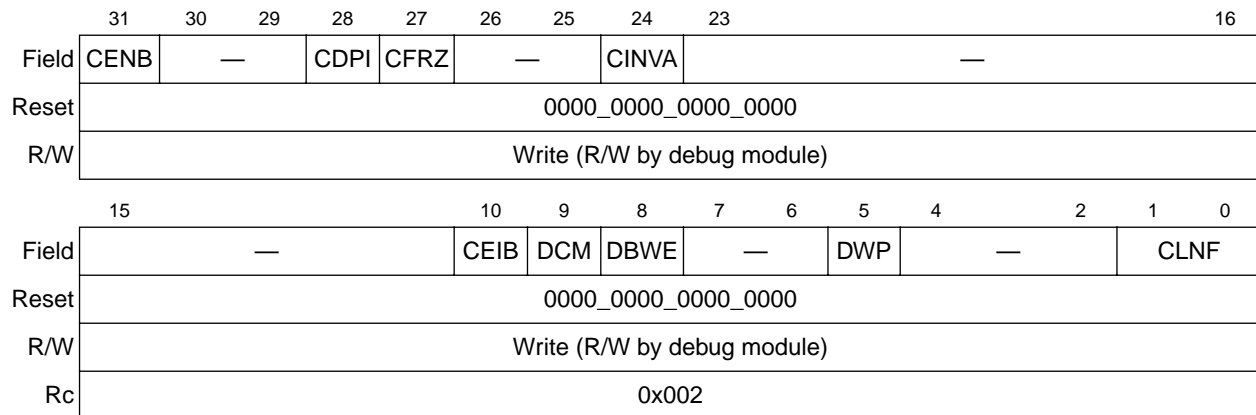 31 30 29 28 27 26 25 24 23 16
Field CENB — CDPI CFRZ — CINVA —
Reset 0000_0000_0000_0000
R/W Write (R/W by debug module)
15 10 9 8 7 6 5 4 2 1 0
Field — CEIB DCM DBWE — DWP — CLNF
Reset 0000_0000_0000_0000
R/W Write (R/W by debug module)
Rc 0x002